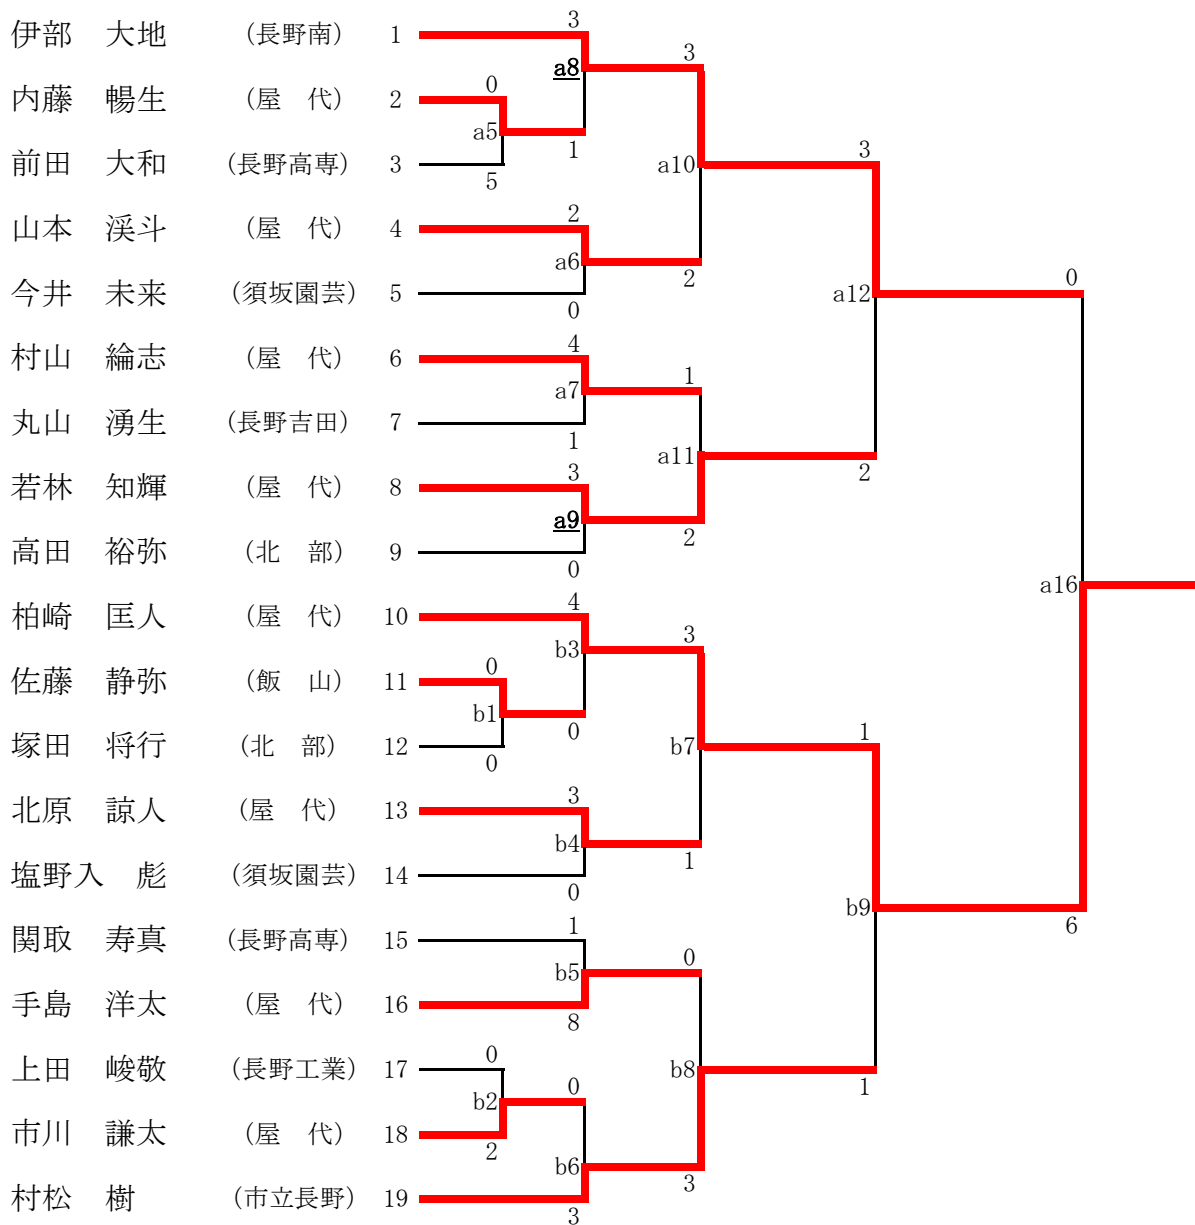 伊部 大地 (長野南) 1
内藤 暢生 (屋 代) 2
前田 大和 (長野高専) 3
山本 渓斗 (屋 代) 4
今井 未来 (須坂園芸) 5
村山 綸志 (屋 代) 6
丸山 湧生 (長野吉田) 7
若林 知輝 (屋 代) 8
高田 裕弥 (北 部) 9
柏崎 匡人 (屋 代) 10
佐藤 静弥 (飯 山) 11
塚田 将行 (北 部) 12
北原 諒人 (屋 代) 13
塩野入 彪 (須坂園芸) 14
関取 寿真 (長野高専) 15
手島 洋太 (屋 代) 16
上田 峻敬 (長野工業) 17
市川 謙太 (屋 代) 18
村松 樹 (市立長野) 19
0
a5
5
0
b1
0
0
b2
2
3
a8
1
2
a6
0
4
a7
1
3
a9
0
4
b3
0
3
b4
0
1
b5
8
0
b6
3
3
a10
2
1
a11
2
3
b7
1
0
b8
3
3
a12
2
1
b9
1
0
a16
6